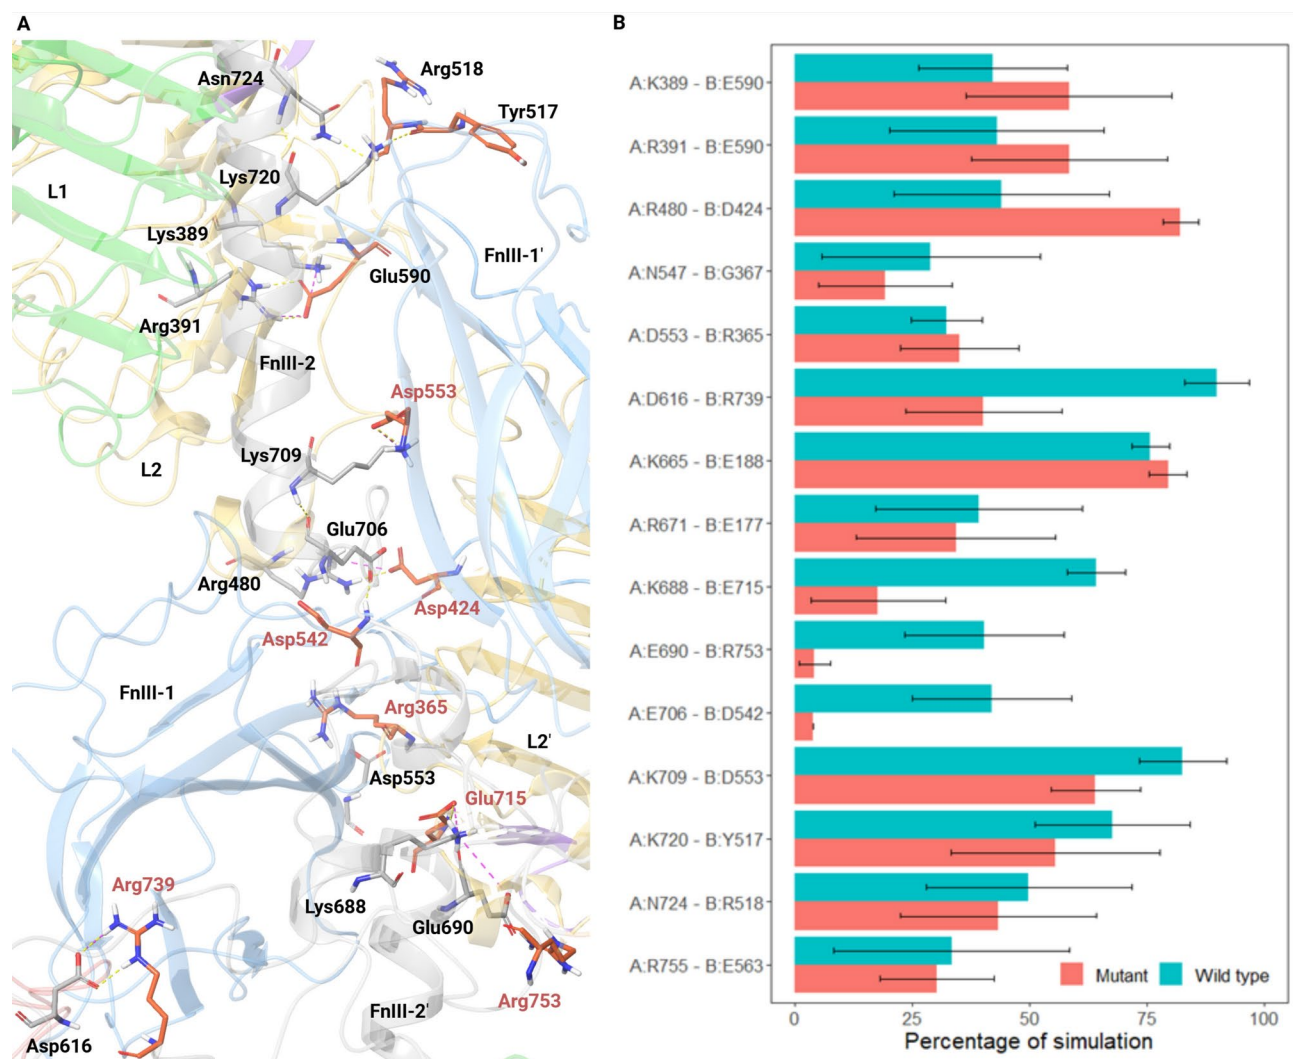 A
Asn724
Arg518
Tyr517
L1
Lys720
Lys389
FnIII-1'
Glu590
Arg391
FnIII-2
Asp553
Lys709
L2
Glu706
Arg480
Asp424
Asp542
FnIII-1
Arg365
L2'
Asp553
Glu715
Arg739
Lys688
Glu690
Arg753
FnIII-2'
Asp616
B
A:K389 - B:E590
A:R391 - B:E590
A:R480 - B:D424
A:N547 - B:G367
A:D553 - B:R365
A:D616 - B:R739
A:K665 - B:E188
A:R671 - B:E177
A:K688 - B:E715
A:E690 - B:R753
A:E706 - B:D542
A:K709 - B:D553
A:K720 - B:Y517
A:N724 - B:R518
A:R755 - B:E563
Mutant Wild type
0 25 50 75 100
Percentage of simulation